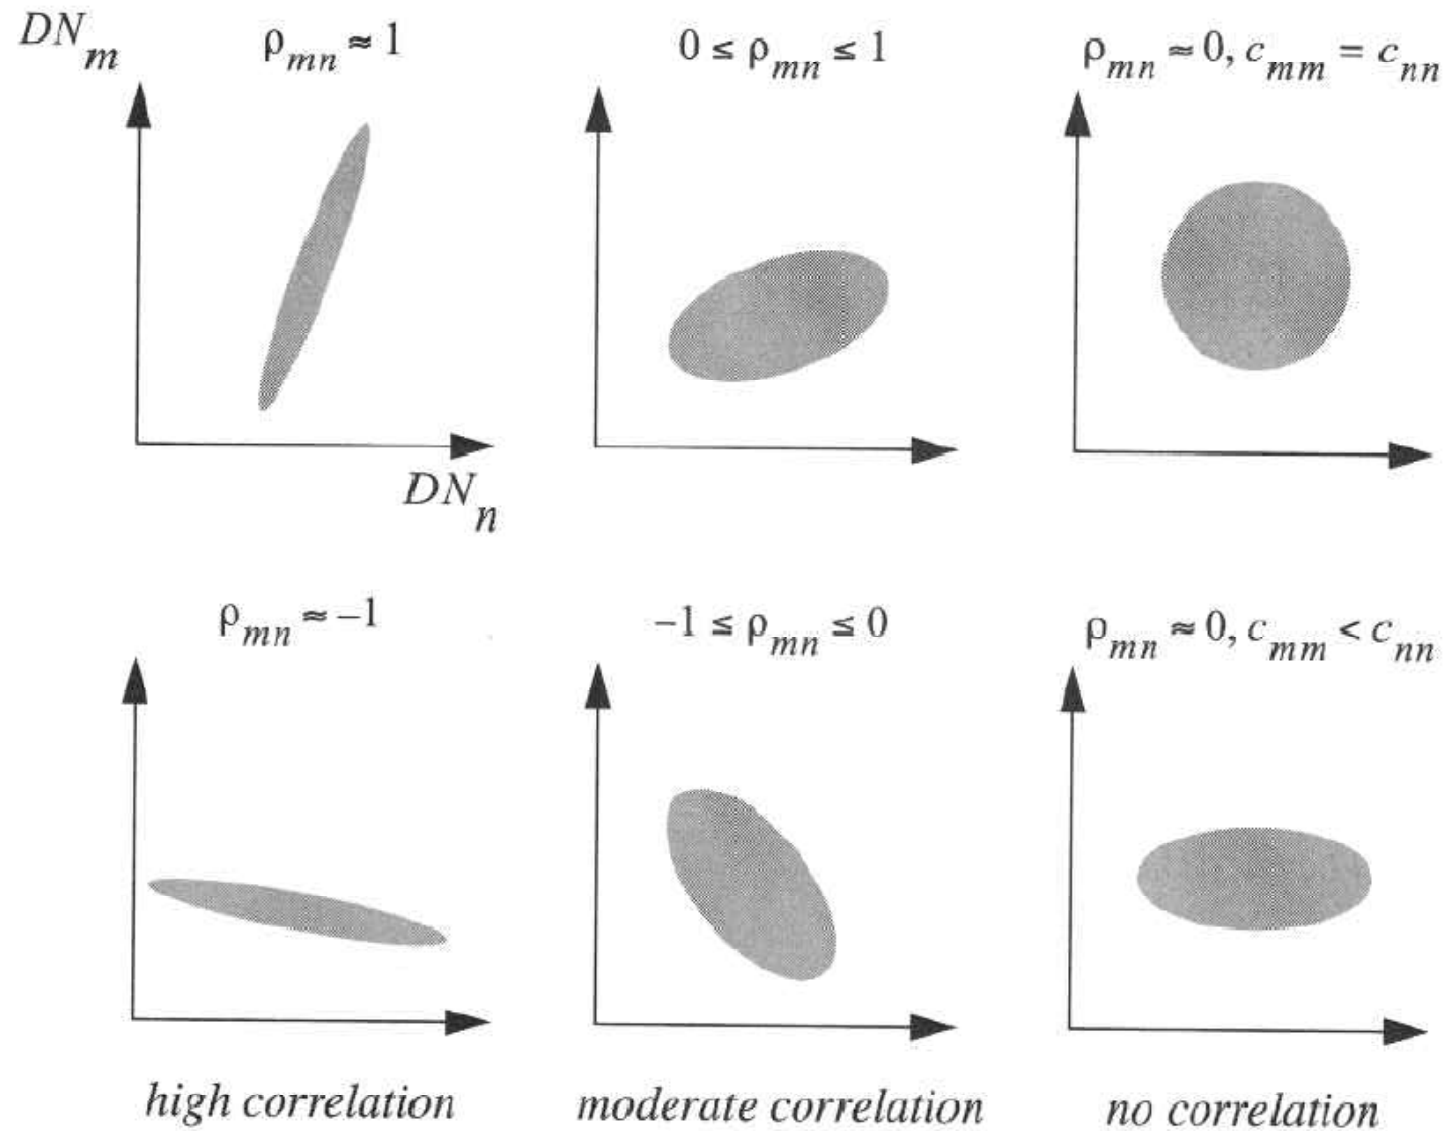 DN_m
ρ_mn ≈ 1
0 ≤ ρ_mn ≤ 1
ρ_mn ≈ 0, c_mm = c_nn
DN_n
ρ_mn ≈ –1
–1 ≤ ρ_mn ≤ 0
ρ_mn ≈ 0, c_mm < c_nn
high correlation
moderate correlation
no correlation